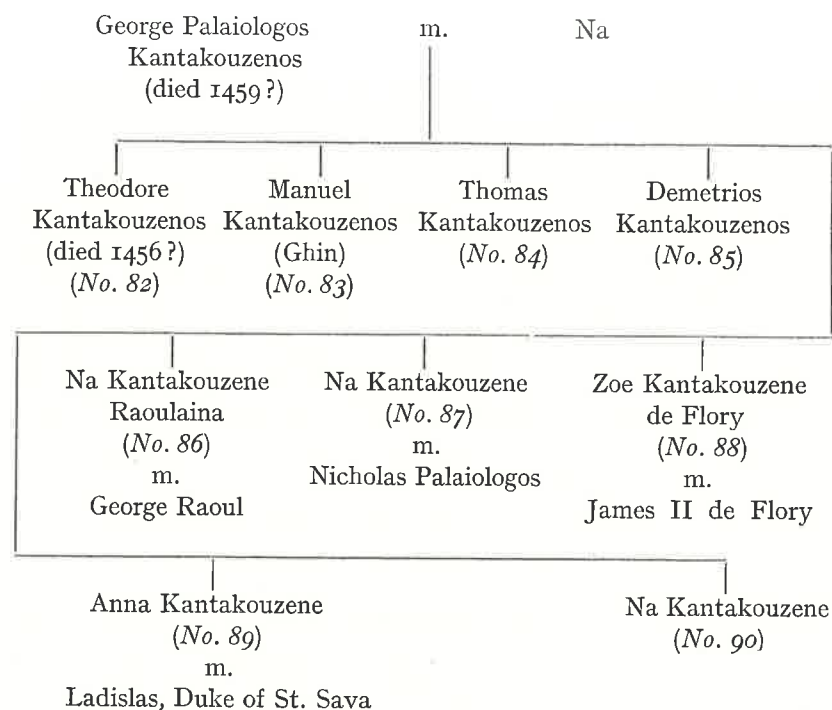 George Palaiologos m. Na
Kantakouzenos
(died 1459?)
Theodore
Kantakouzenos
(died 1456?)
(No. 82)
Manuel
Kantakouzenos
(Ghin)
(No. 83)
Thomas
Kantakouzenos
(No. 84)
Demetrios
Kantakouzenos
(No. 85)
Na Kantakouzene
Raoulaina
(No. 86)
m.
George Raoul
Na Kantakouzene
(No. 87)
m.
Nicholas Palaiologos
Zoe Kantakouzene
de Flory
(No. 88)
m.
James II de Flory
Anna Kantakouzene
(No. 89)
m.
Ladislas, Duke of St. Sava
Na Kantakouzene
(No. 90)